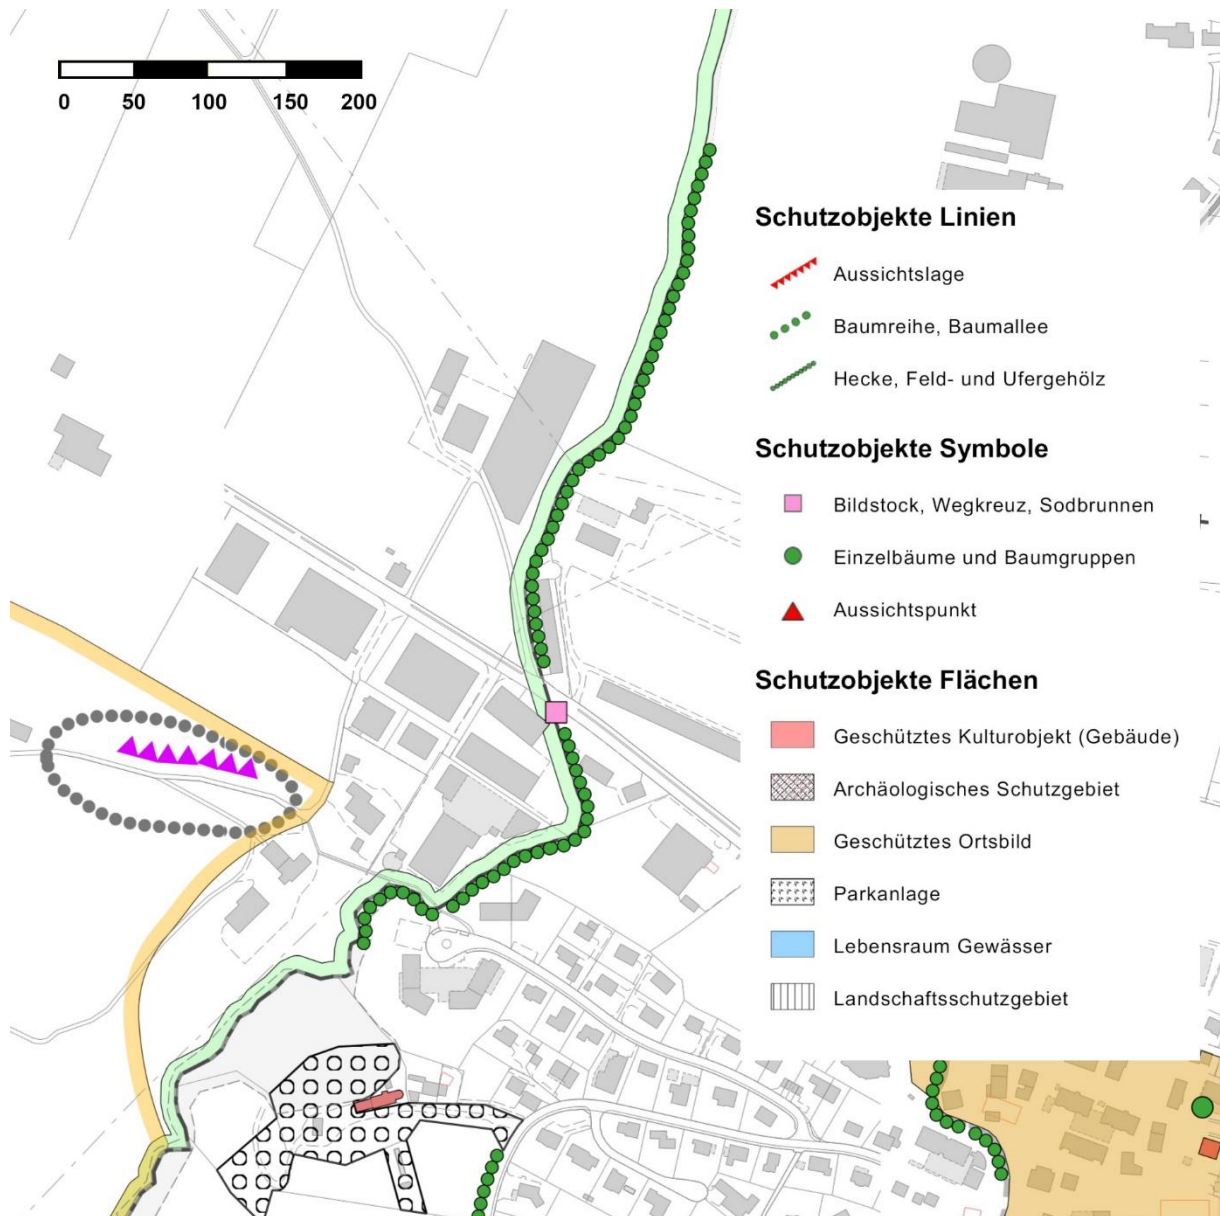 0 50 100 150 200
Schutzobjekte Linien
Aussichtslage
Baumreihe, Baumallee
Hecke, Feld- und Ufergehölz
Schutzobjekte Symbole
Bildstock, Wegkreuz, Sodbrunnen
Einzelbäume und Baumgruppen
Aussichtspunkt
Schutzobjekte Flächen
Geschütztes Kulturobjekt (Gebäude)
Archäologisches Schutzgebiet
Geschütztes Ortsbild
Parkanlage
Lebensraum Gewässer
Landschaftsschutzgebiet